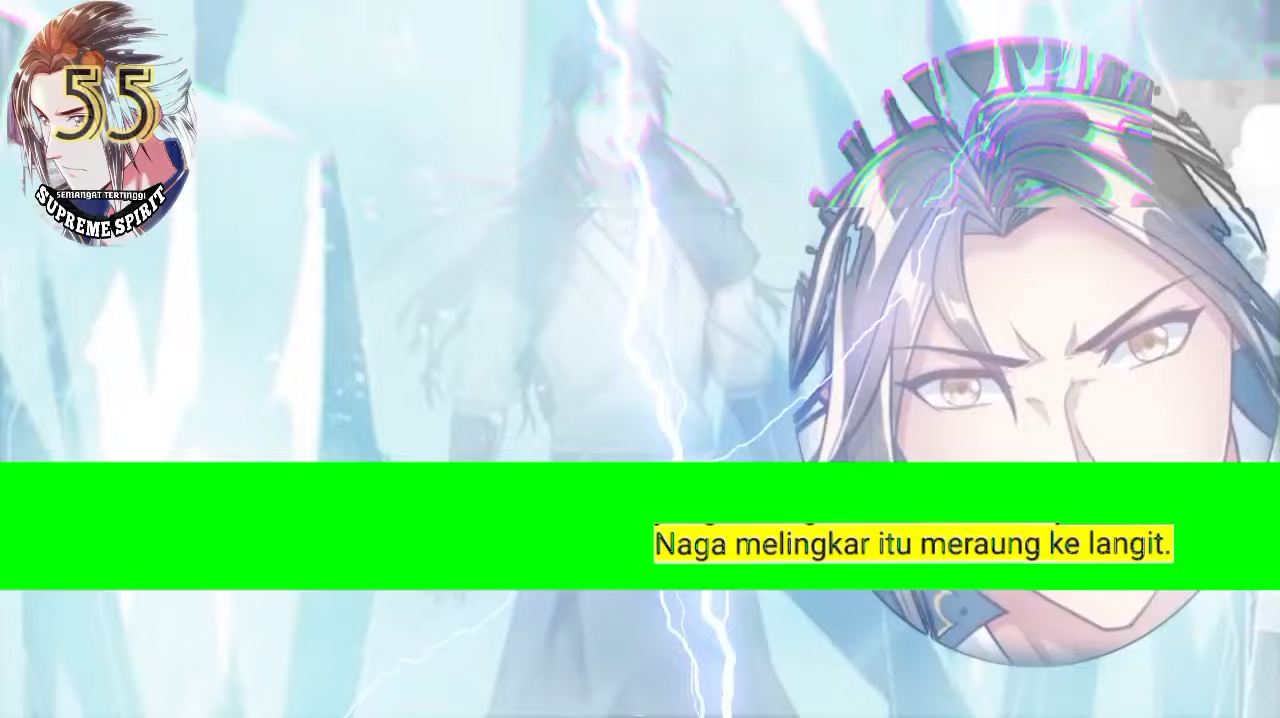 55
SEMANGAT TERTINGGI
SUPREME SPIRIT
Naga melingkar itu meraung ke langit.